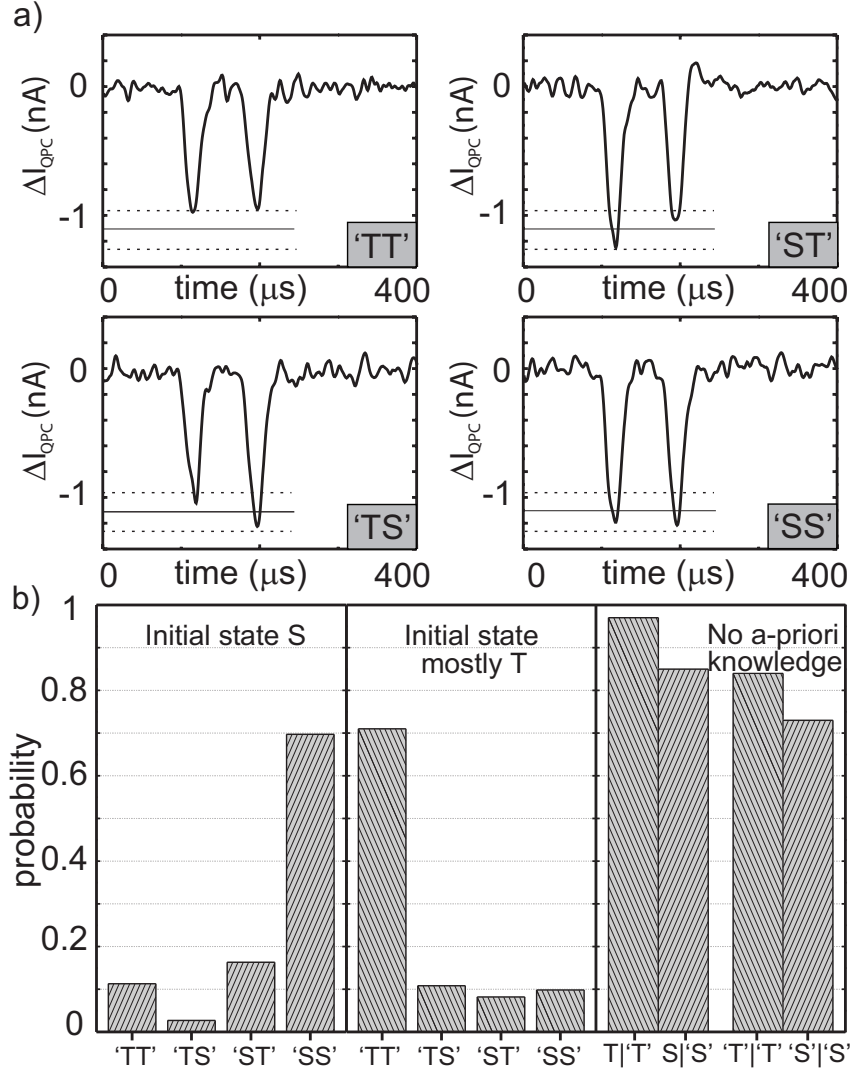 a)
0
-1
ΔI_QPC (nA)
'TT'
0 time (μs) 400
0
-1
ΔI_QPC (nA)
'ST'
0 time (μs) 400
0
-1
ΔI_QPC (nA)
'TS'
0 time (μs) 400
0
-1
ΔI_QPC (nA)
'SS'
0 time (μs) 400
b)
probability
1
0.8
0.6
0.4
0.2
0
Initial state S
'TT' 'TS' 'ST' 'SS'
Initial state
mostly T
'TT' 'TS' 'ST' 'SS'
No a-priori
knowledge
T|'T' S|'S' 'T'|'T' 'S'|'S'